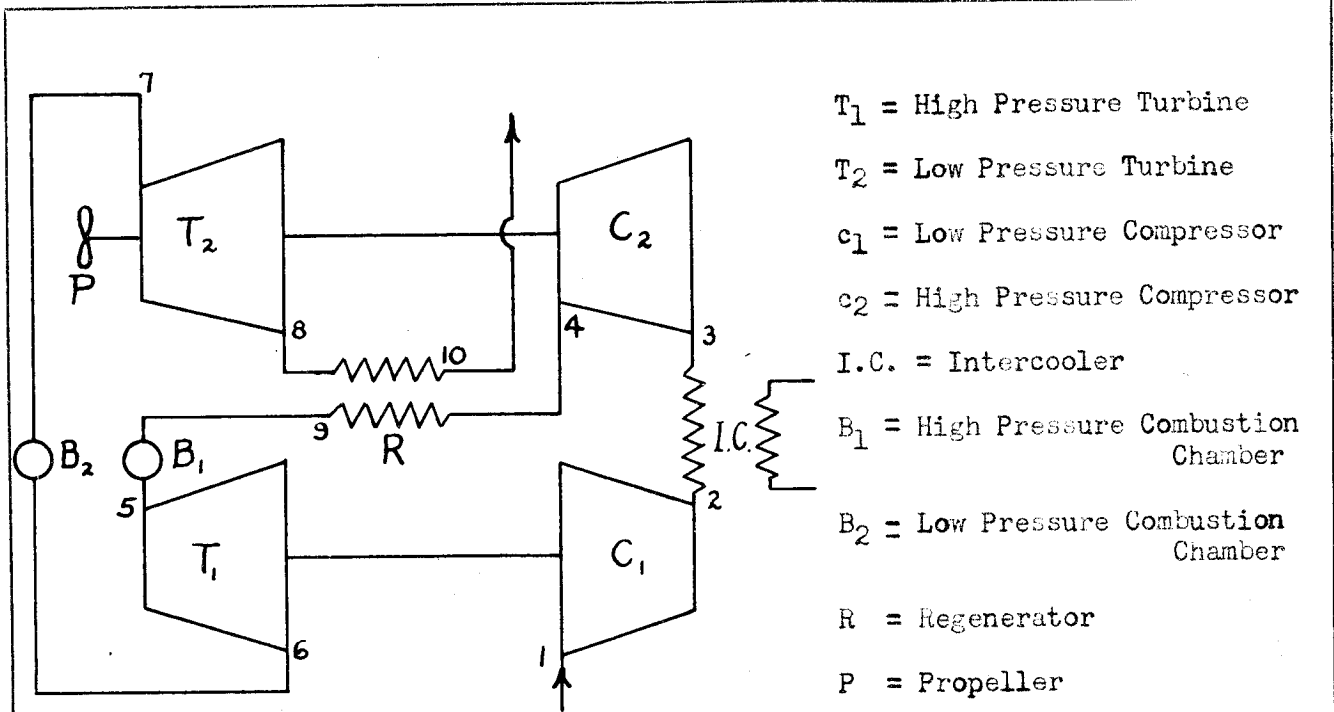 7
T₁ = High Pressure Turbine
T₂ = Low Pressure Turbine
c₁ = Low Pressure Compressor
c₂ = High Pressure Compressor
I.C. = Intercooler
B₁ = High Pressure Combustion
Chamber
B₂ = Low Pressure Combustion
Chamber
R = Regenerator
P = Propeller
T₂
C₂
P
8
4
3
10
9
R
I.C.
B₂
B₁
5
2
T₁
C₁
6
1